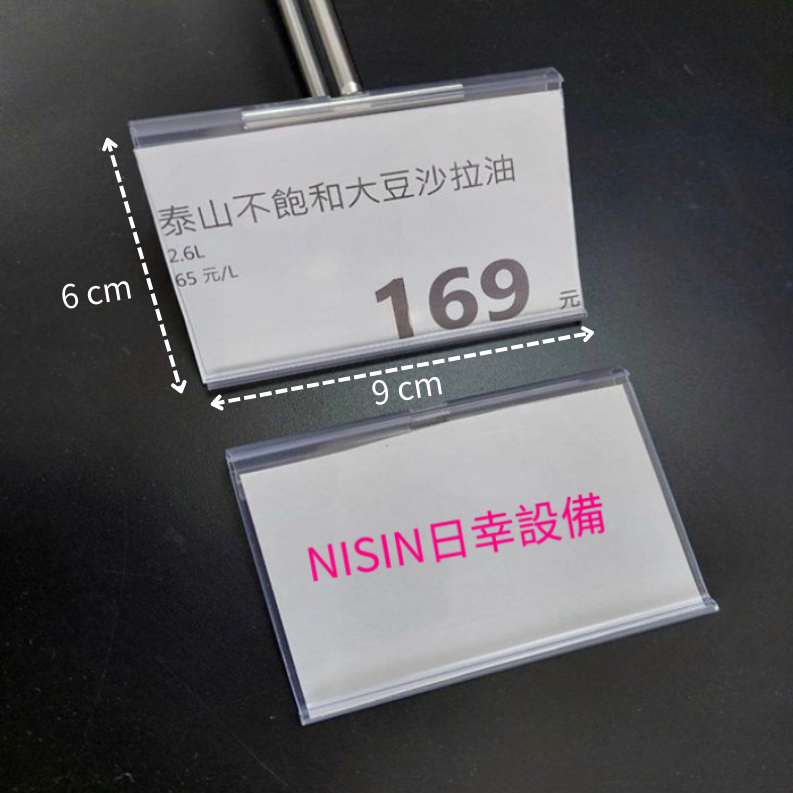 泰山不飽和大豆沙拉油
2.6L
65 元/L
169 元
6 cm
9 cm
NISIN日幸設備